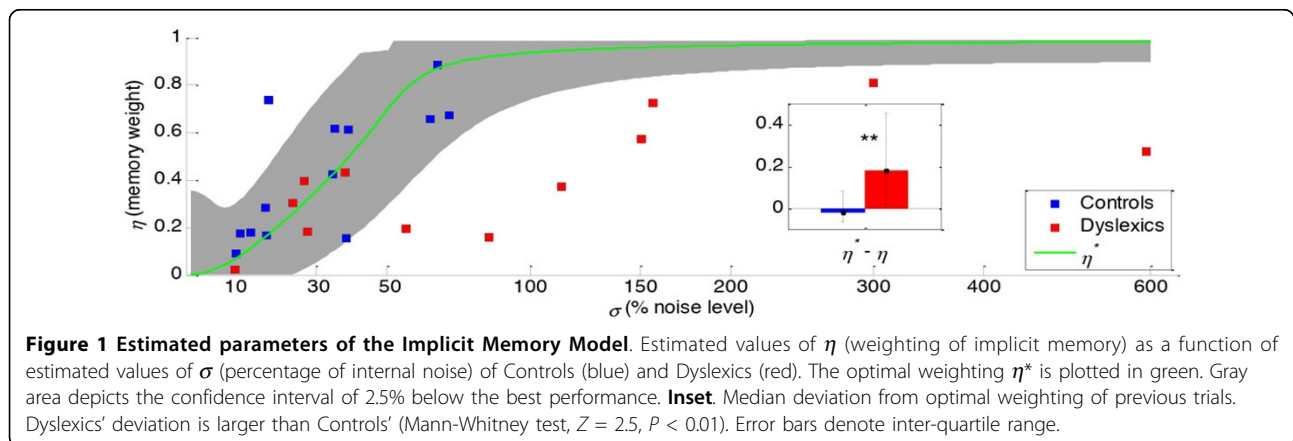 1
0.8
0.6
0.4
0.2
0
η (memory weight)
10 30 50 100 150 200 300 400 600
σ (% noise level)
0.4
0.2
0
**
η* - η
Controls
Dyslexics
η*
Figure 1 Estimated parameters of the Implicit Memory Model. Estimated values of η (weighting of implicit memory) as a function of
estimated values of σ (percentage of internal noise) of Controls (blue) and Dyslexics (red). The optimal weighting η* is plotted in green. Gray
area depicts the confidence interval of 2.5% below the best performance. Inset. Median deviation from optimal weighting of previous trials.
Dyslexics' deviation is larger than Controls' (Mann-Whitney test, Z = 2.5, P < 0.01). Error bars denote inter-quartile range.